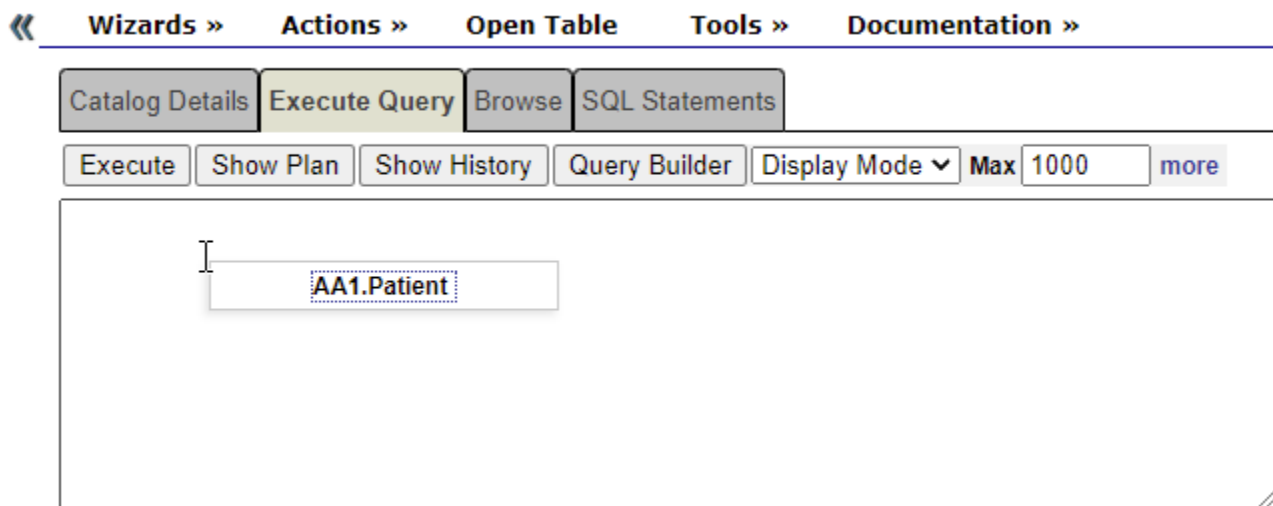 « Wizards » Actions » Open Table Tools » Documentation »
Catalog Details Execute Query Browse SQL Statements
Execute Show Plan Show History Query Builder Display Mode Max 1000 more
AA1.Patient